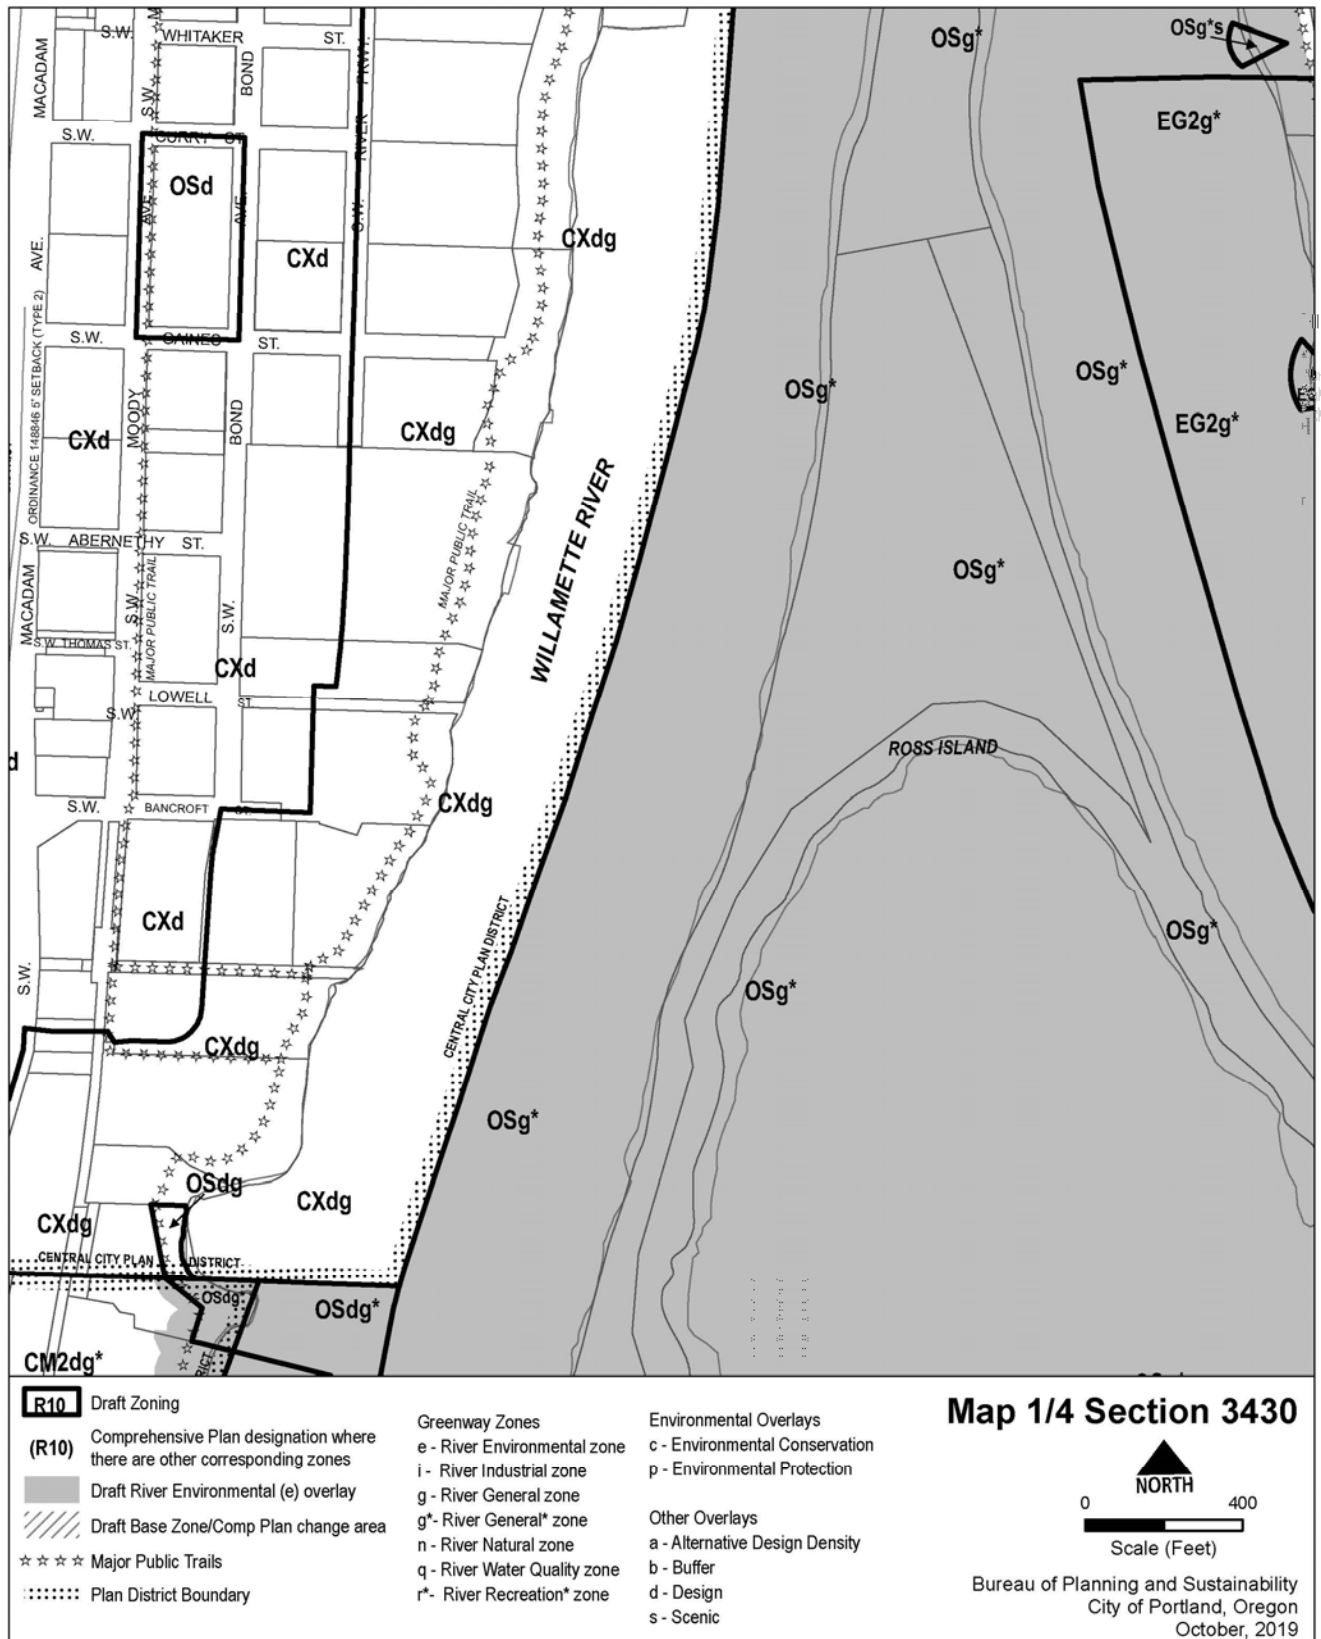 S.W. WHITAKER ST.
MACADAM
S.W.
BOND
S.W. RIVER PKWY.
OSg*
OSg*s
EG2g*
S.W. CURRY ST.
OSd
AVE.
AVE.
AVE.
CXd
CXdg
S.W. GAINES ST.
ORDINANCE 148846 5' SETBACK (TYPE 2)
OSg*
OSg*
EG2g*
MOODY
BOND
CXd
CXdg
WILLAMETTE RIVER
MAJOR PUBLIC TRAIL
S.W. ABERNETHY ST.
MACADAM
S.W.
MAJOR PUBLIC TRAIL
S.W.
OSg*
S.W. THOMAS ST.
CXd
S.W. LOWELL ST.
ROSS ISLAND
d
S.W. BANCROFT ST.
CXdg
CXd
CENTRAL CITY PLAN DISTRICT
OSg*
OSg*
S.W.
CXdg
OSg*
OSdg
CXdg
CXdg
CENTRAL CITY PLAN DISTRICT
OSdg
OSdg*
CM2dg*
R10 Draft Zoning
(R10) Comprehensive Plan designation where
there are other corresponding zones
Draft River Environmental (e) overlay
Draft Base Zone/Comp Plan change area
Major Public Trails
Plan District Boundary
Greenway Zones
e - River Environmental zone
i - River Industrial zone
g - River General zone
g*- River General* zone
n - River Natural zone
q - River Water Quality zone
r*- River Recreation* zone
Environmental Overlays
c - Environmental Conservation
p - Environmental Protection
Other Overlays
a - Alternative Design Density
b - Buffer
d - Design
s - Scenic
Map 1/4 Section 3430
NORTH
0 400
Scale (Feet)
Bureau of Planning and Sustainability
City of Portland, Oregon
October, 2019